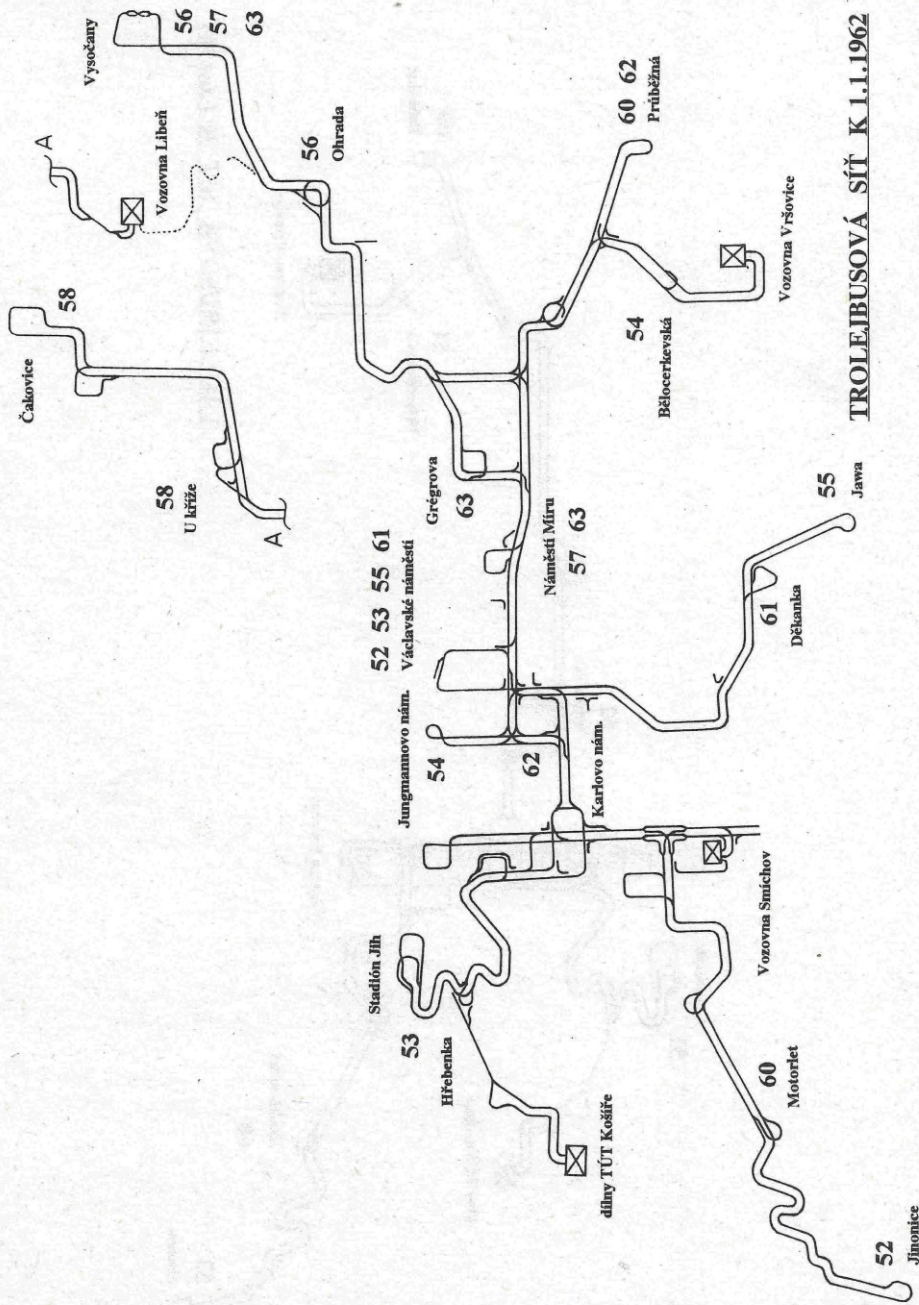 Čakovice
58
58
U kříže
A
A
Vozovna Libeň
Vysočany
56
57
63
56
Ohrada
Grégrova
63
52 53 55 61
Václavské náměstí
Jungmannovo nám.
54
62
Karlovo nám.
Náměstí Míru
57 63
60 62
Průběžná
54
Bělocerkevská
Vozovna Vršovice
Stadión Jih
53
Hřebenka
dílny TÚT Košíře
Vozovna Smíchov
60
Motorlet
52
Jinonice
61
Děkanka
55
Jawa
TROLEJBUSOVÁ SÍŤ K 1.1.1962